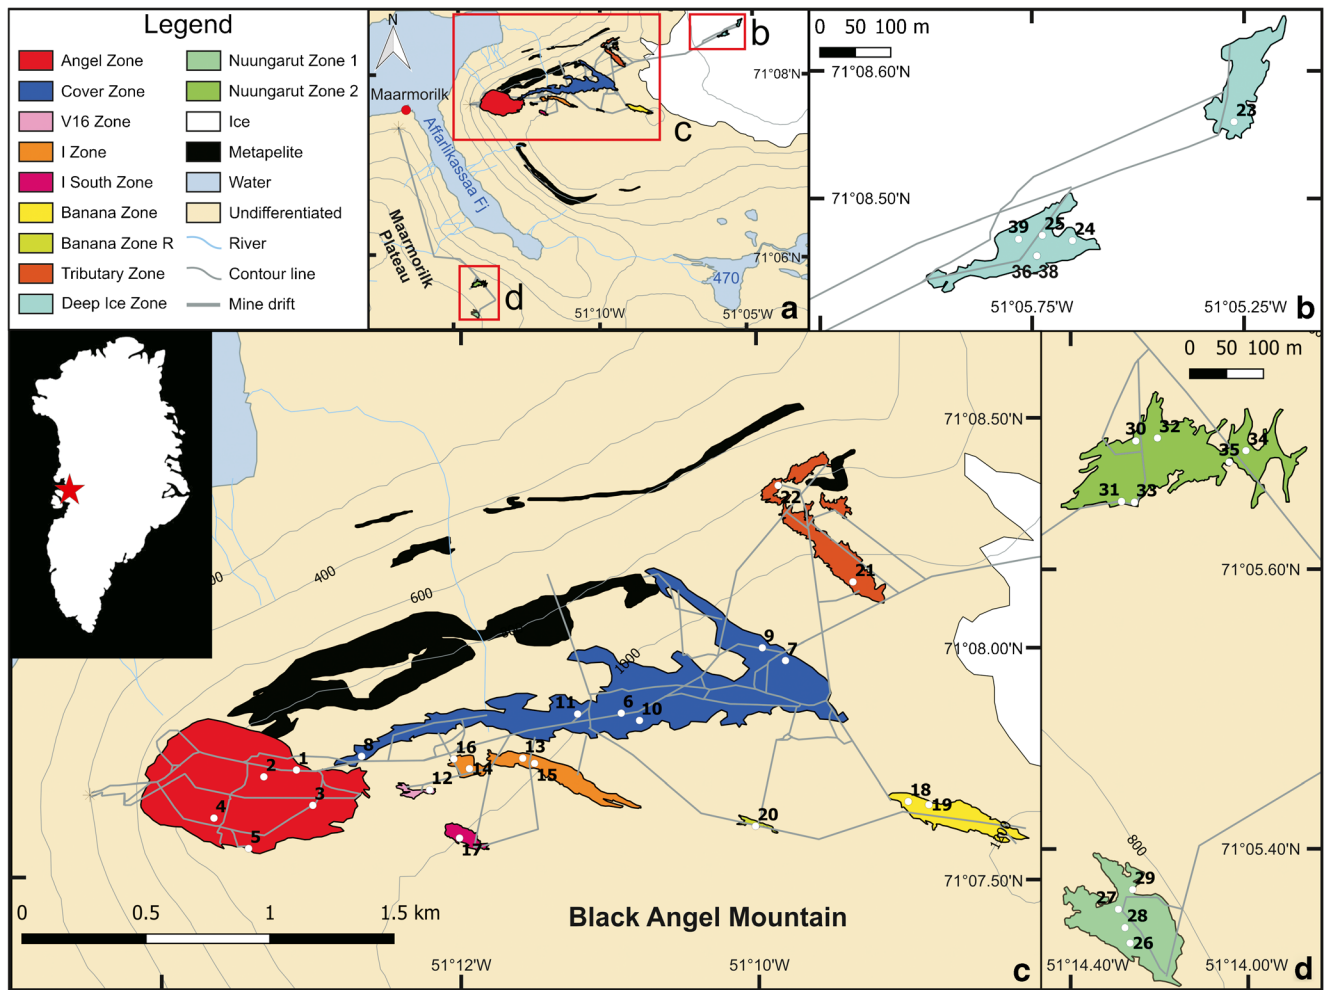 Legend
Angel Zone
Cover Zone
V16 Zone
I Zone
I South Zone
Banana Zone
Banana Zone R
Tributary Zone
Deep Ice Zone
Nuungarut Zone 1
Nuungarut Zone 2
Ice
Metapelite
Water
Undifferentiated
River
Contour line
Mine drift
N
Maarmorilk
Affarlikassaa Fj
Maarmorilk
Plateau
b
c
d
470
71°08'N
71°06'N
51°10'W
51°05'W
a
0 50 100 m
71°08.60'N
71°08.50'N
23
39
25
24
36-38
51°05.75'W
51°05.25'W
b
400
600
1000
71°08.50'N
22
21
71°08.00'N
9
7
11
6
10
8
1
2
3
4
5
16
14
13
15
12
17
18
19
20
71°07.50'N
0 0.5 1 1.5 km
Black Angel Mountain
51°12'W
51°10'W
c
0 50 100 m
30
32
34
35
31
33
71°05.60'N
800
71°05.40'N
29
27
28
26
51°14.40'W
51°14.00'W
d